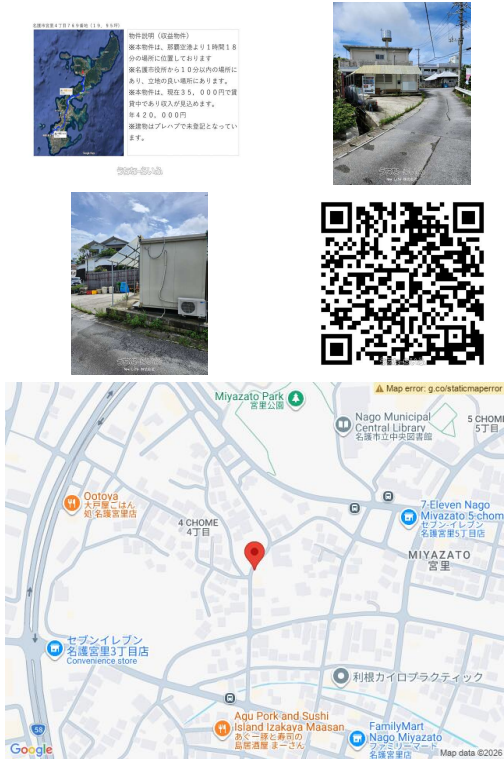 名護市宮里4丁目769番地(19.95坪)
物件説明(収益物件)
※本物件は、那覇空港より1時間18
分の場所に位置しております
※名護市役所から10分以内の場所に
あり、立地の良い場所にあります。
※本物件は、現在35,000円で賃
貸中であり収入が見込めます。
年420,000円
※建物はプレハブで未登記となってい
ます。
Map error: g.co/staticmaperror
Miyazato Park
宮里公園
Nago Municipal
Central Library
名護市立中央図書館
5 CHOME
5丁目
Ootoya
大戸屋ごはん
処 名護宮里店
7-Eleven Nago
Miyazato 5-chom
セブン-イレブン
名護宮里5丁目店
4 CHOME
4丁目
MIYAZATO
宮里
セブンイレブン
名護宮里3丁目店
Convenience store
利根カイロプラクティック
58
Agu Pork and Sushi
Island Izakaya Maasan
あぐー豚と寿司の
島居酒屋 まーさん
FamilyMart
Nago Miyazato
ファミリーマート
名護宮里店
Google
Map data ©2026